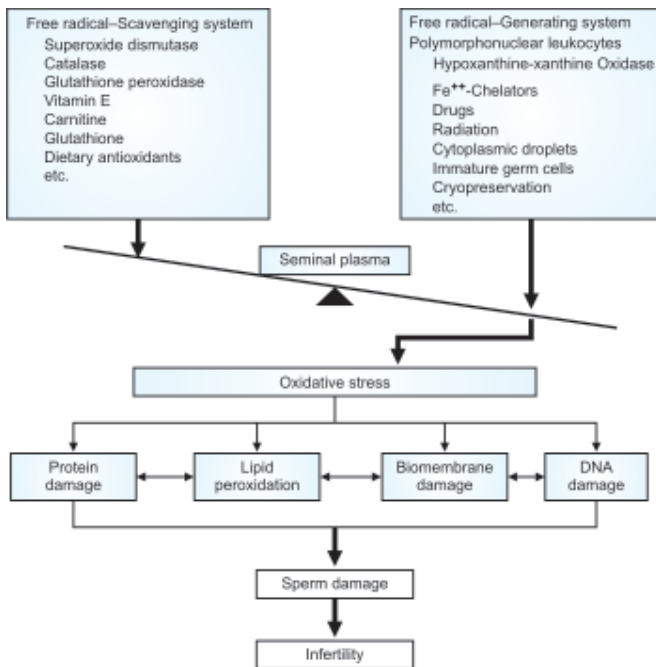 Free radical–Scavenging system
Superoxide dismutase
Catalase
Glutathione peroxidase
Vitamin E
Carnitine
Glutathione
Dietary antioxidants
etc.
Free radical–Generating system
Polymorphonuclear leukocytes
Hypoxanthine-xanthine Oxidase
Fe++-Chelators
Drugs
Radiation
Cytoplasmic droplets
Immature germ cells
Cryopreservation
etc.
Seminal plasma
Oxidative stress
Protein
damage
Lipid
peroxidation
Biomembrane
damage
DNA
damage
Sperm damage
Infertility